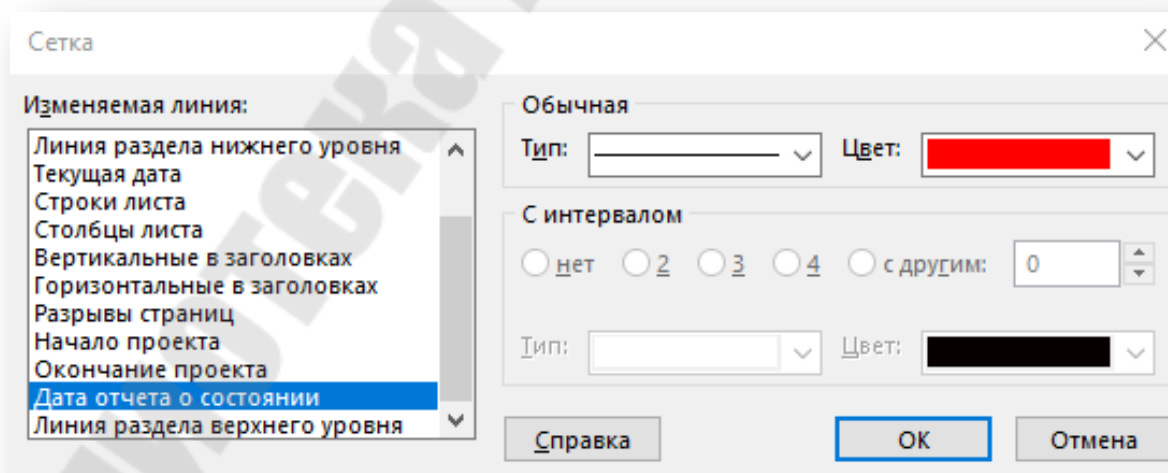 Сетка
Изменяемая линия:
Линия раздела нижнего уровня
Текущая дата
Строки листа
Столбцы листа
Вертикальные в заголовках
Горизонтальные в заголовках
Разрывы страниц
Начало проекта
Окончание проекта
Дата отчета о состоянии
Линия раздела верхнего уровня
Обычная
Тип: Цвет:
С интервалом
нет 2 3 4 с другим: 0
Тип: Цвет:
Справка ОК Отмена